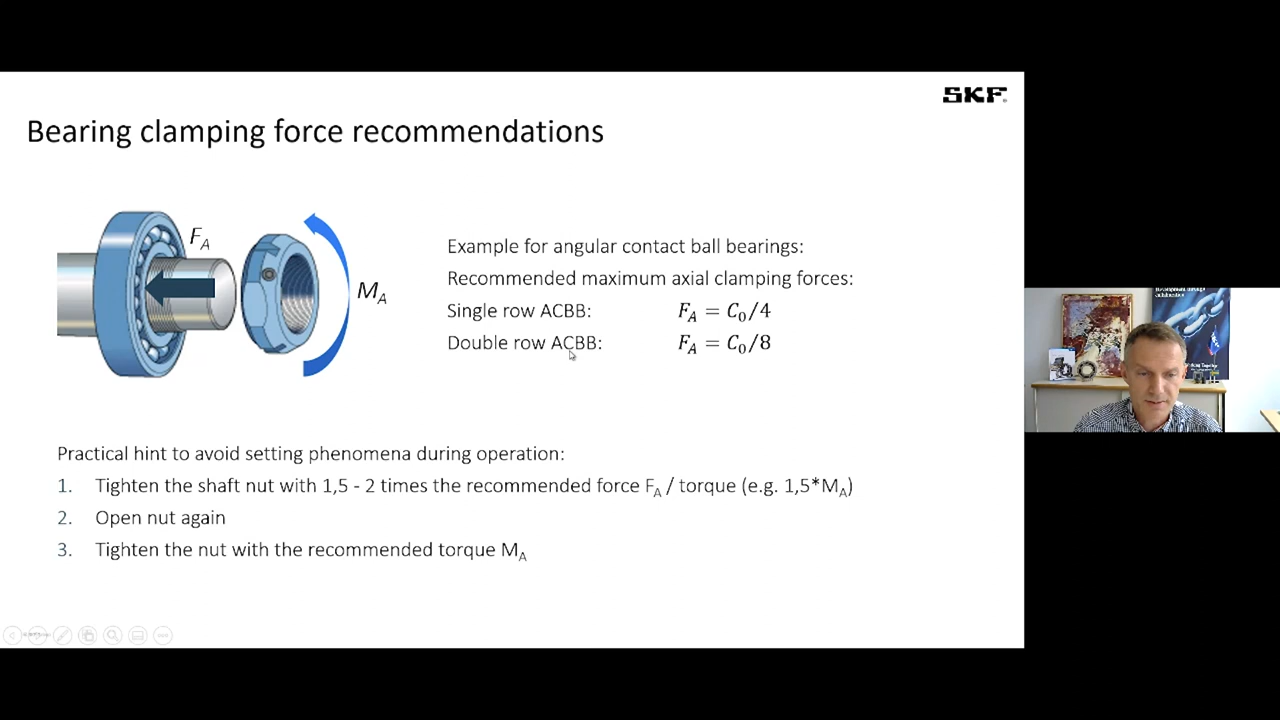 SKF
Bearing clamping force recommendations
F_A
M_A
Example for angular contact ball bearings:
Recommended maximum axial clamping forces:
Single row ACBB: F_A = C_0/4
Double row ACBB: F_A = C_0/8
Practical hint to avoid setting phenomena during operation:
1. Tighten the shaft nut with 1,5 - 2 times the recommended force F_A / torque (e.g. 1,5*M_A)
2. Open nut again
3. Tighten the nut with the recommended torque M_A
Development through
collaboration